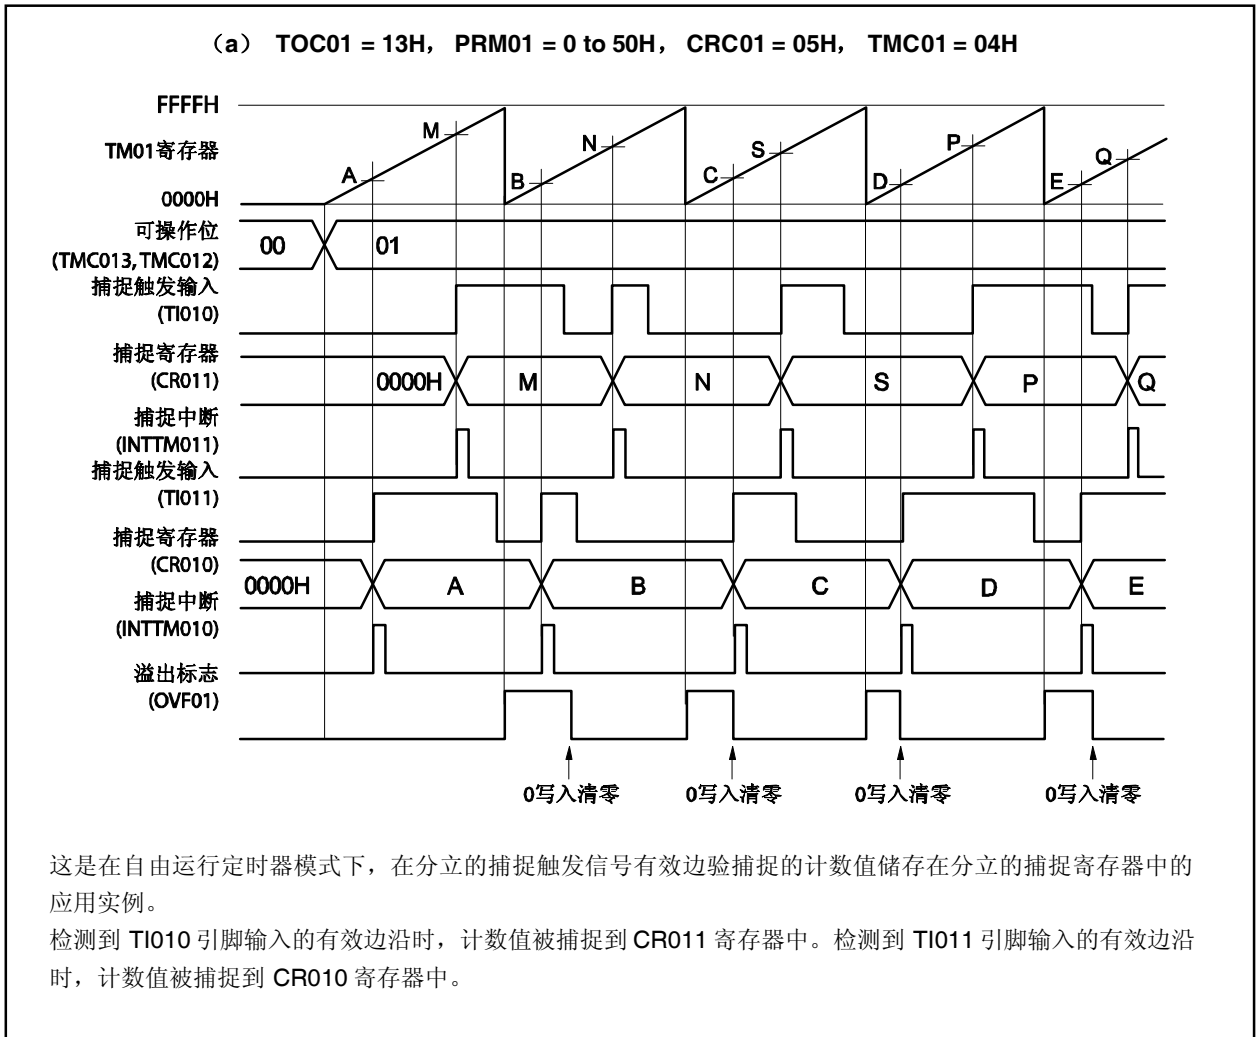 （a） TOC01 = 13H， PRM01 = 0 to 50H， CRC01 = 05H， TMC01 = 04H
FFFFH
TM01寄存器
0000H
A M B N C S D P E Q
可操作位
(TMC013, TMC012)
00 01
捕捉触发输入
(TI010)
捕捉寄存器
(CR011)
0000H M N S P Q
捕捉中断
(INTTM011)
捕捉触发输入
(TI011)
捕捉寄存器
(CR010)
0000H A B C D E
捕捉中断
(INTTM010)
溢出标志
(OVF01)
0写入清零 0写入清零 0写入清零 0写入清零
这是在自由运行定时器模式下，在分立的捕捉触发信号有效边验捕捉的计数值储存在分立的捕捉寄存器中的
应用实例。
检测到 TI010 引脚输入的有效边沿时，计数值被捕捉到 CR011 寄存器中。检测到 TI011 引脚输入的有效边沿
时，计数值被捕捉到 CR010 寄存器中。